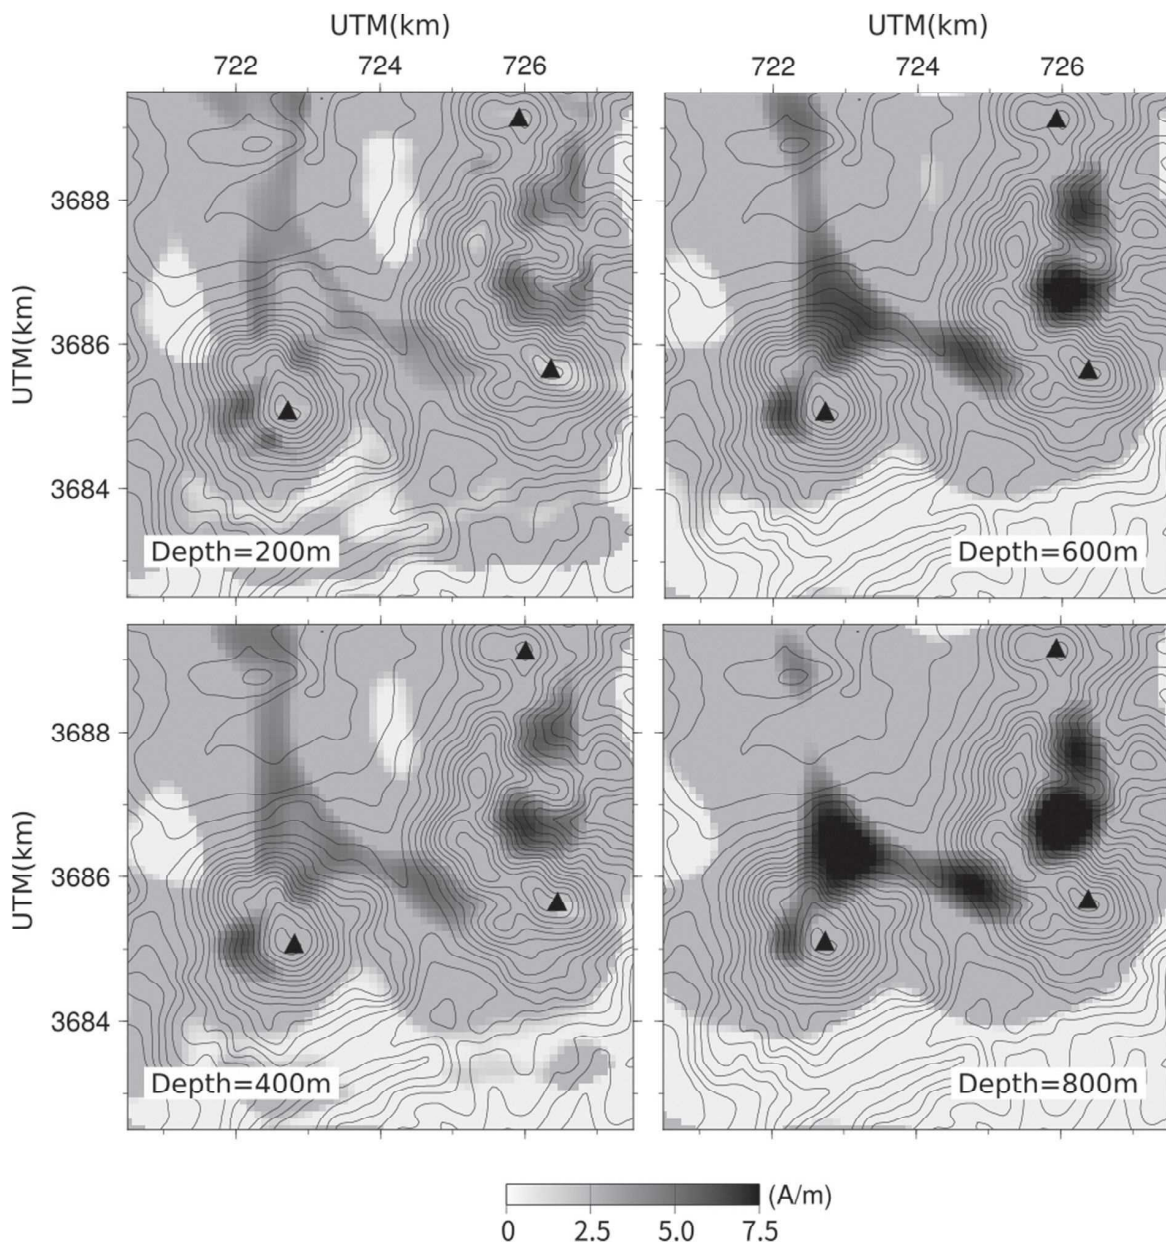 UTM(km) UTM(km)
722 724 726 722 724 726
3688
UTM(km)
3686
3684
Depth=200m Depth=600m
3688
UTM(km)
3686
3684
Depth=400m Depth=800m
(A/m)
0 2.5 5.0 7.5